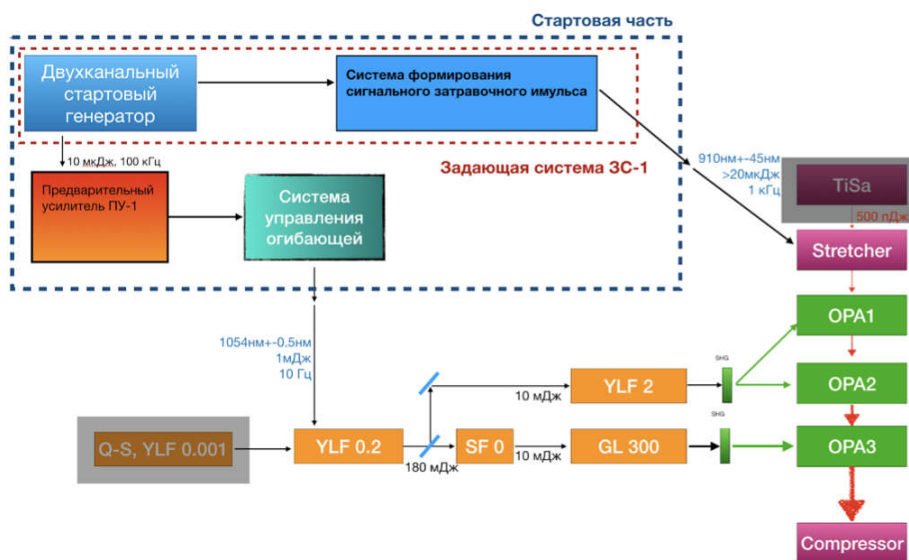 Стартовая часть
Двухканальный
стартовый
генератор
Система формирования
сигнального затравочного имульса
10 мкДж, 100 кГц
Задающая система ЗС-1
910нм+-45нм
>20мкДж
1 кГц
TiSa
500 пДж
Предварительный
усилитель ПУ-1
Система
управления
огибающей
Stretcher
OPA1
1054нм+-0.5нм
1мДж
10 Гц
SHG
YLF 2
OPA2
10 мДж
SHG
Q-S, YLF 0.001
YLF 0.2
SF 0
GL 300
OPA3
180 мДж
10 мДж
Compressor